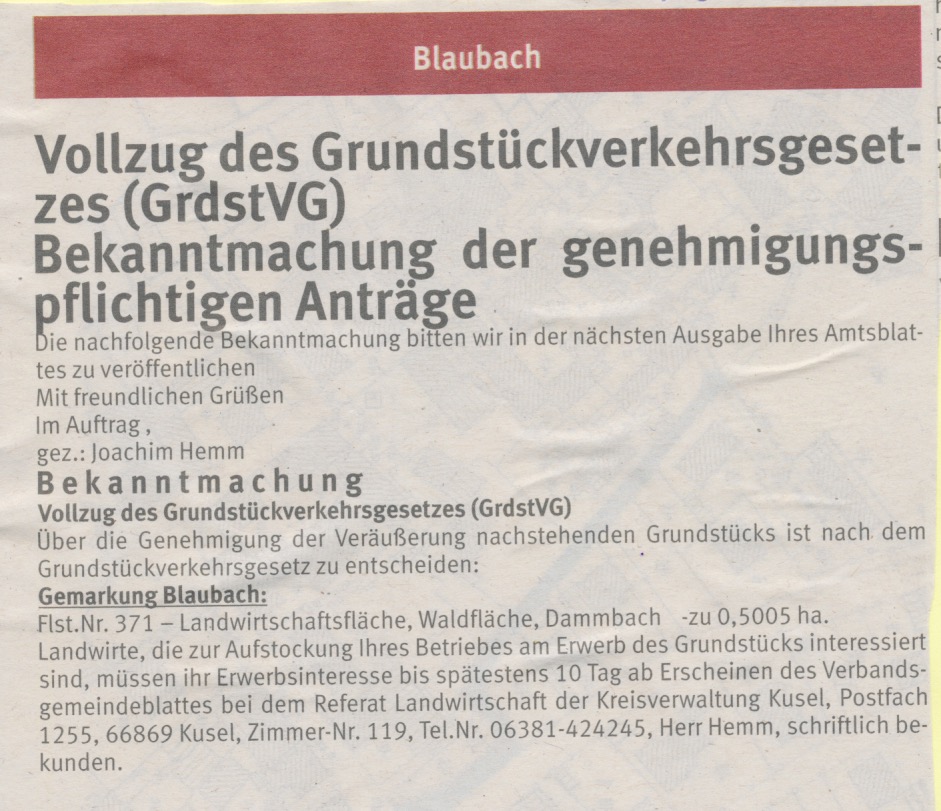 Blaubach
Vollzug des Grundstückverkehrsgeset-
zes (GrdstVG)
Bekanntmachung der genehmigungs-
pflichtigen Anträge
Die nachfolgende Bekanntmachung bitten wir in der nächsten Ausgabe Ihres Amtsblat-
tes zu veröffentlichen
Mit freundlichen Grüßen
Im Auftrag ,
gez.: Joachim Hemm
Bekanntmachung
Vollzug des Grundstückverkehrsgesetzes (GrdstVG)
Über die Genehmigung der Veräußerung nachstehenden Grundstücks ist nach dem
Grundstückverkehrsgesetz zu entscheiden:
Gemarkung Blaubach:
Flst.Nr. 371 – Landwirtschaftsfläche, Waldfläche, Dammbach -zu 0,5005 ha.
Landwirte, die zur Aufstockung Ihres Betriebes am Erwerb des Grundstücks interessiert
sind, müssen ihr Erwerbsinteresse bis spätestens 10 Tag ab Erscheinen des Verbands-
gemeindeblattes bei dem Referat Landwirtschaft der Kreisverwaltung Kusel, Postfach
1255, 66869 Kusel, Zimmer-Nr. 119, Tel.Nr. 06381-424245, Herr Hemm, schriftlich be-
kunden.